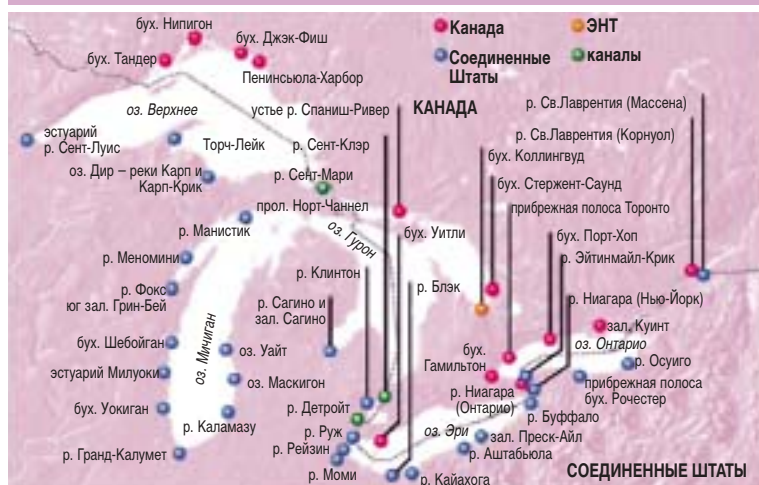 бух. Нипигон
бух. Джэк-Фиш
бух. Тандер
Пенинсьюла-Харбор
Канада
ЭНТ
Соединенные
Штаты
каналы
оз. Верхнее
устье р. Спаниш-Ривер
КАНАДА
р. Св.Лаврентия (Массена)
эстуарий
р. Сент-Луис
Торч-Лейк
р. Сент-Клэр
р. Св.Лаврентия (Корнуол)
бух. Коллингвуд
оз. Дир – реки Карп и
Карп-Крик
р. Сент-Мари
бух. Стержент-Саунд
прол. Норт-Чаннел
прибрежная полоса Торонто
р. Манистик
оз. Гурон
бух. Уитли
бух. Порт-Хоп
р. Меномини
р. Клинтон
р. Блэк
р. Эйтинмайл-Крик
р. Фокс
юг зал. Грин-Бей
р. Сагино и
зал. Сагино
р. Ниагара (Нью-Йорк)
бух. Шебойган
оз. Мичиган
оз. Уайт
бух.
Гамильтон
зал. Куинт
оз. Онтарио
р. Осуиго
эстуарий Милуоки
оз. Маскигон
р. Детройт
р. Ниагара
(Онтарио)
прибрежная полоса
бух. Рочестер
бух. Уокиган
р. Каламазу
р. Руж
оз. Эри
р. Буффало
зал. Преск-Айл
р. Рейзин
р. Аштабьюла
р. Гранд-Калумет
р. Моми
р. Кайахога
СОЕДИНЕННЫЕ ШТАТЫ